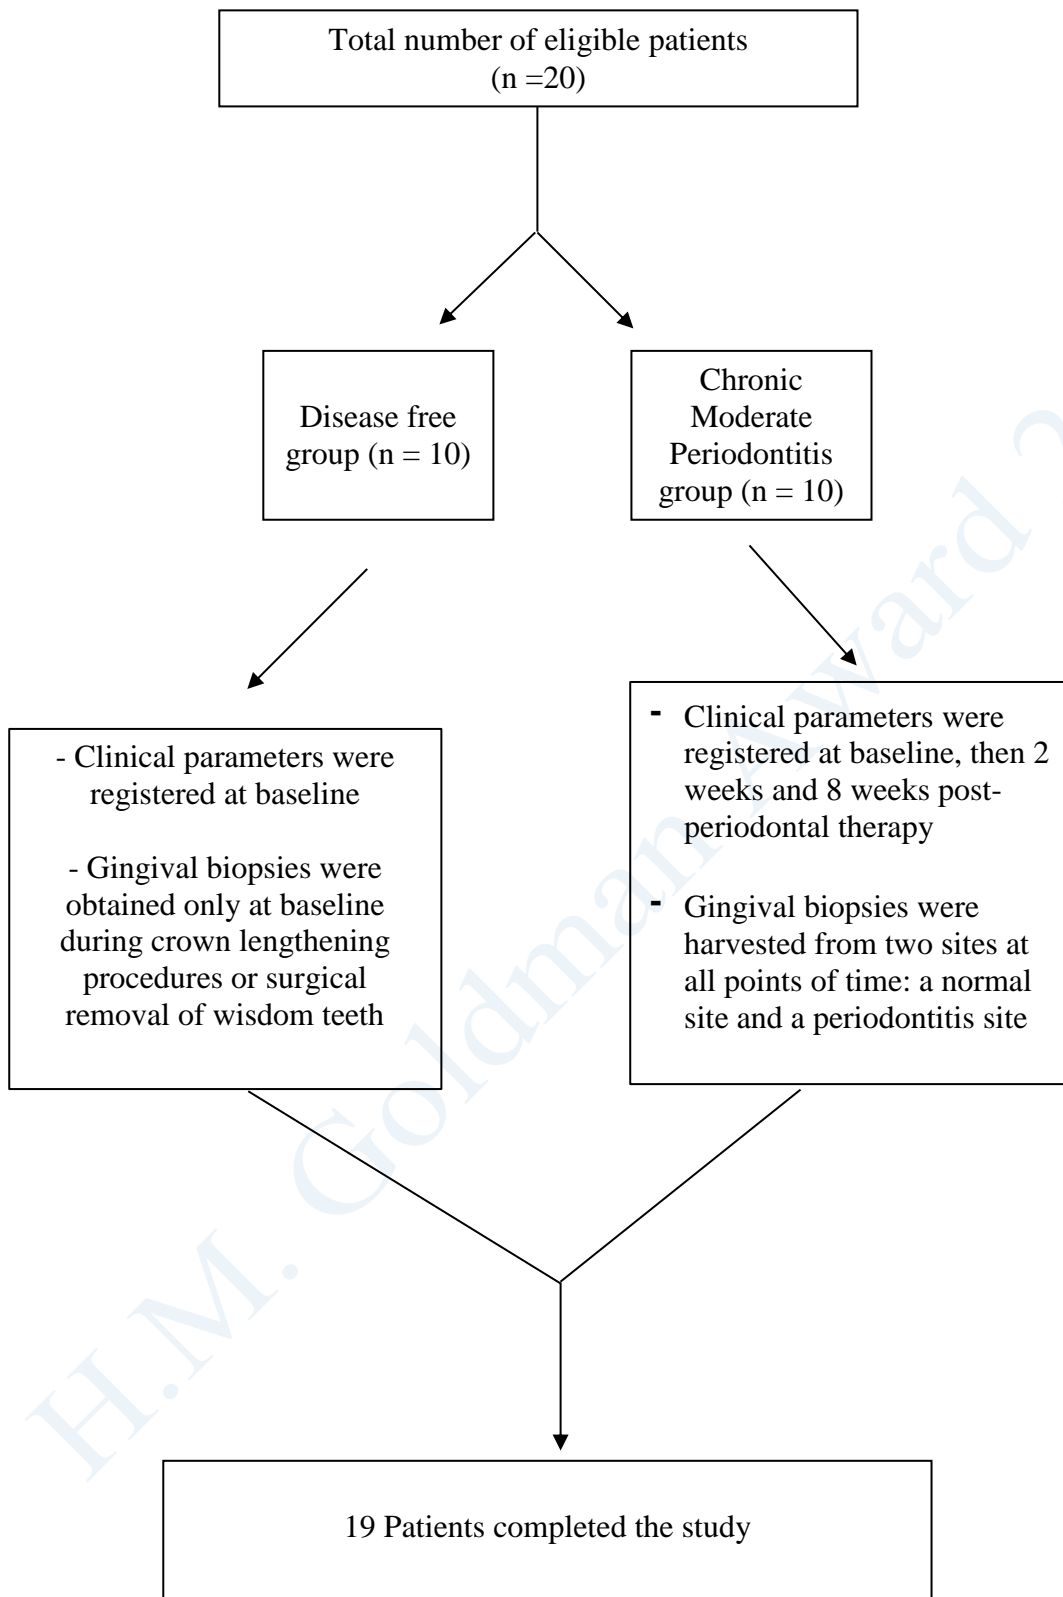 Total number of eligible patients
(n =20)
Disease free
group (n = 10)
Chronic
Moderate
Periodontitis
group (n = 10)
- Clinical parameters were
registered at baseline
- Gingival biopsies were
obtained only at baseline
during crown lengthening
procedures or surgical
removal of wisdom teeth
- Clinical parameters were
registered at baseline, then 2
weeks and 8 weeks post-
periodontal therapy
- Gingival biopsies were
harvested from two sites at
all points of time: a normal
site and a periodontitis site
19 Patients completed the study
H.M. Goldman Award